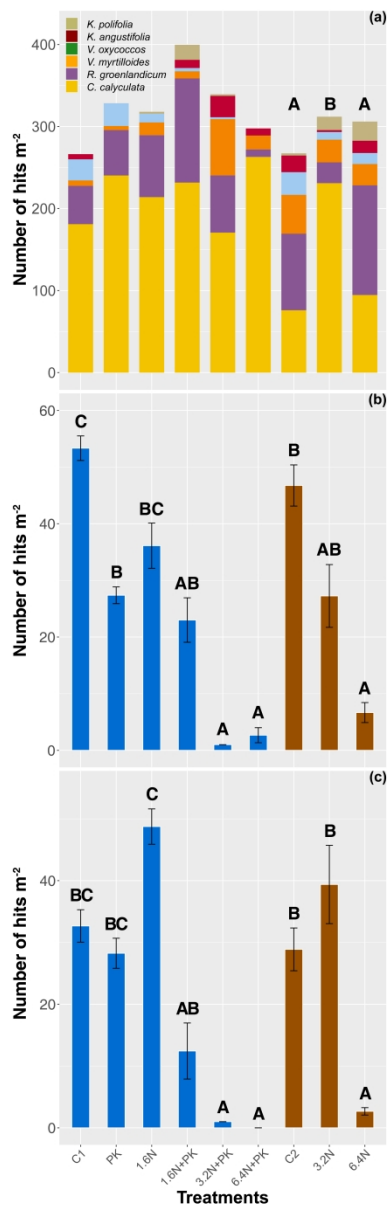 (a)
K. polifolia
K. angustifolia
V. oxycoccos
V. myrtilloides
R. groenlandicum
C. calyculata
400
300
200
100
0
Number of hits m⁻²
A
B
A
(b)
60
40
20
0
Number of hits m⁻²
C
B
BC
AB
A
A
B
AB
A
(c)
40
20
0
Number of hits m⁻²
BC
BC
C
AB
A
A
B
B
A
C1
PK
1.6N
1.6N+PK
3.2N+PK
6.4N+PK
C2
3.2N
6.4N
Treatments